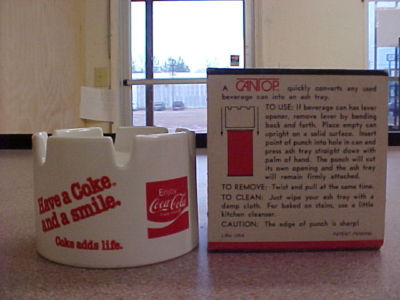 Have a Coke
and a smile.
Coke adds life.
Enjoy
Coca-Cola
A CANTOP quickly converts any used
beverage can into an ash tray.
TO USE: If beverage can has lever
opener, remove lever by bending
back and forth. Place empty can
upright on a solid surface. Insert
point of punch into hole in can and
press ash tray straight down with
palm of hand. The punch will cut
its own opening and the ash tray
will remain firmly attached.
TO REMOVE: Twist and pull at the same time.
TO CLEAN: Just wipe your ash tray with a
damp cloth. For baked on stains, use a little
kitchen cleanser.
CAUTION: The edge of punch is sharp!
PATENT PENDING